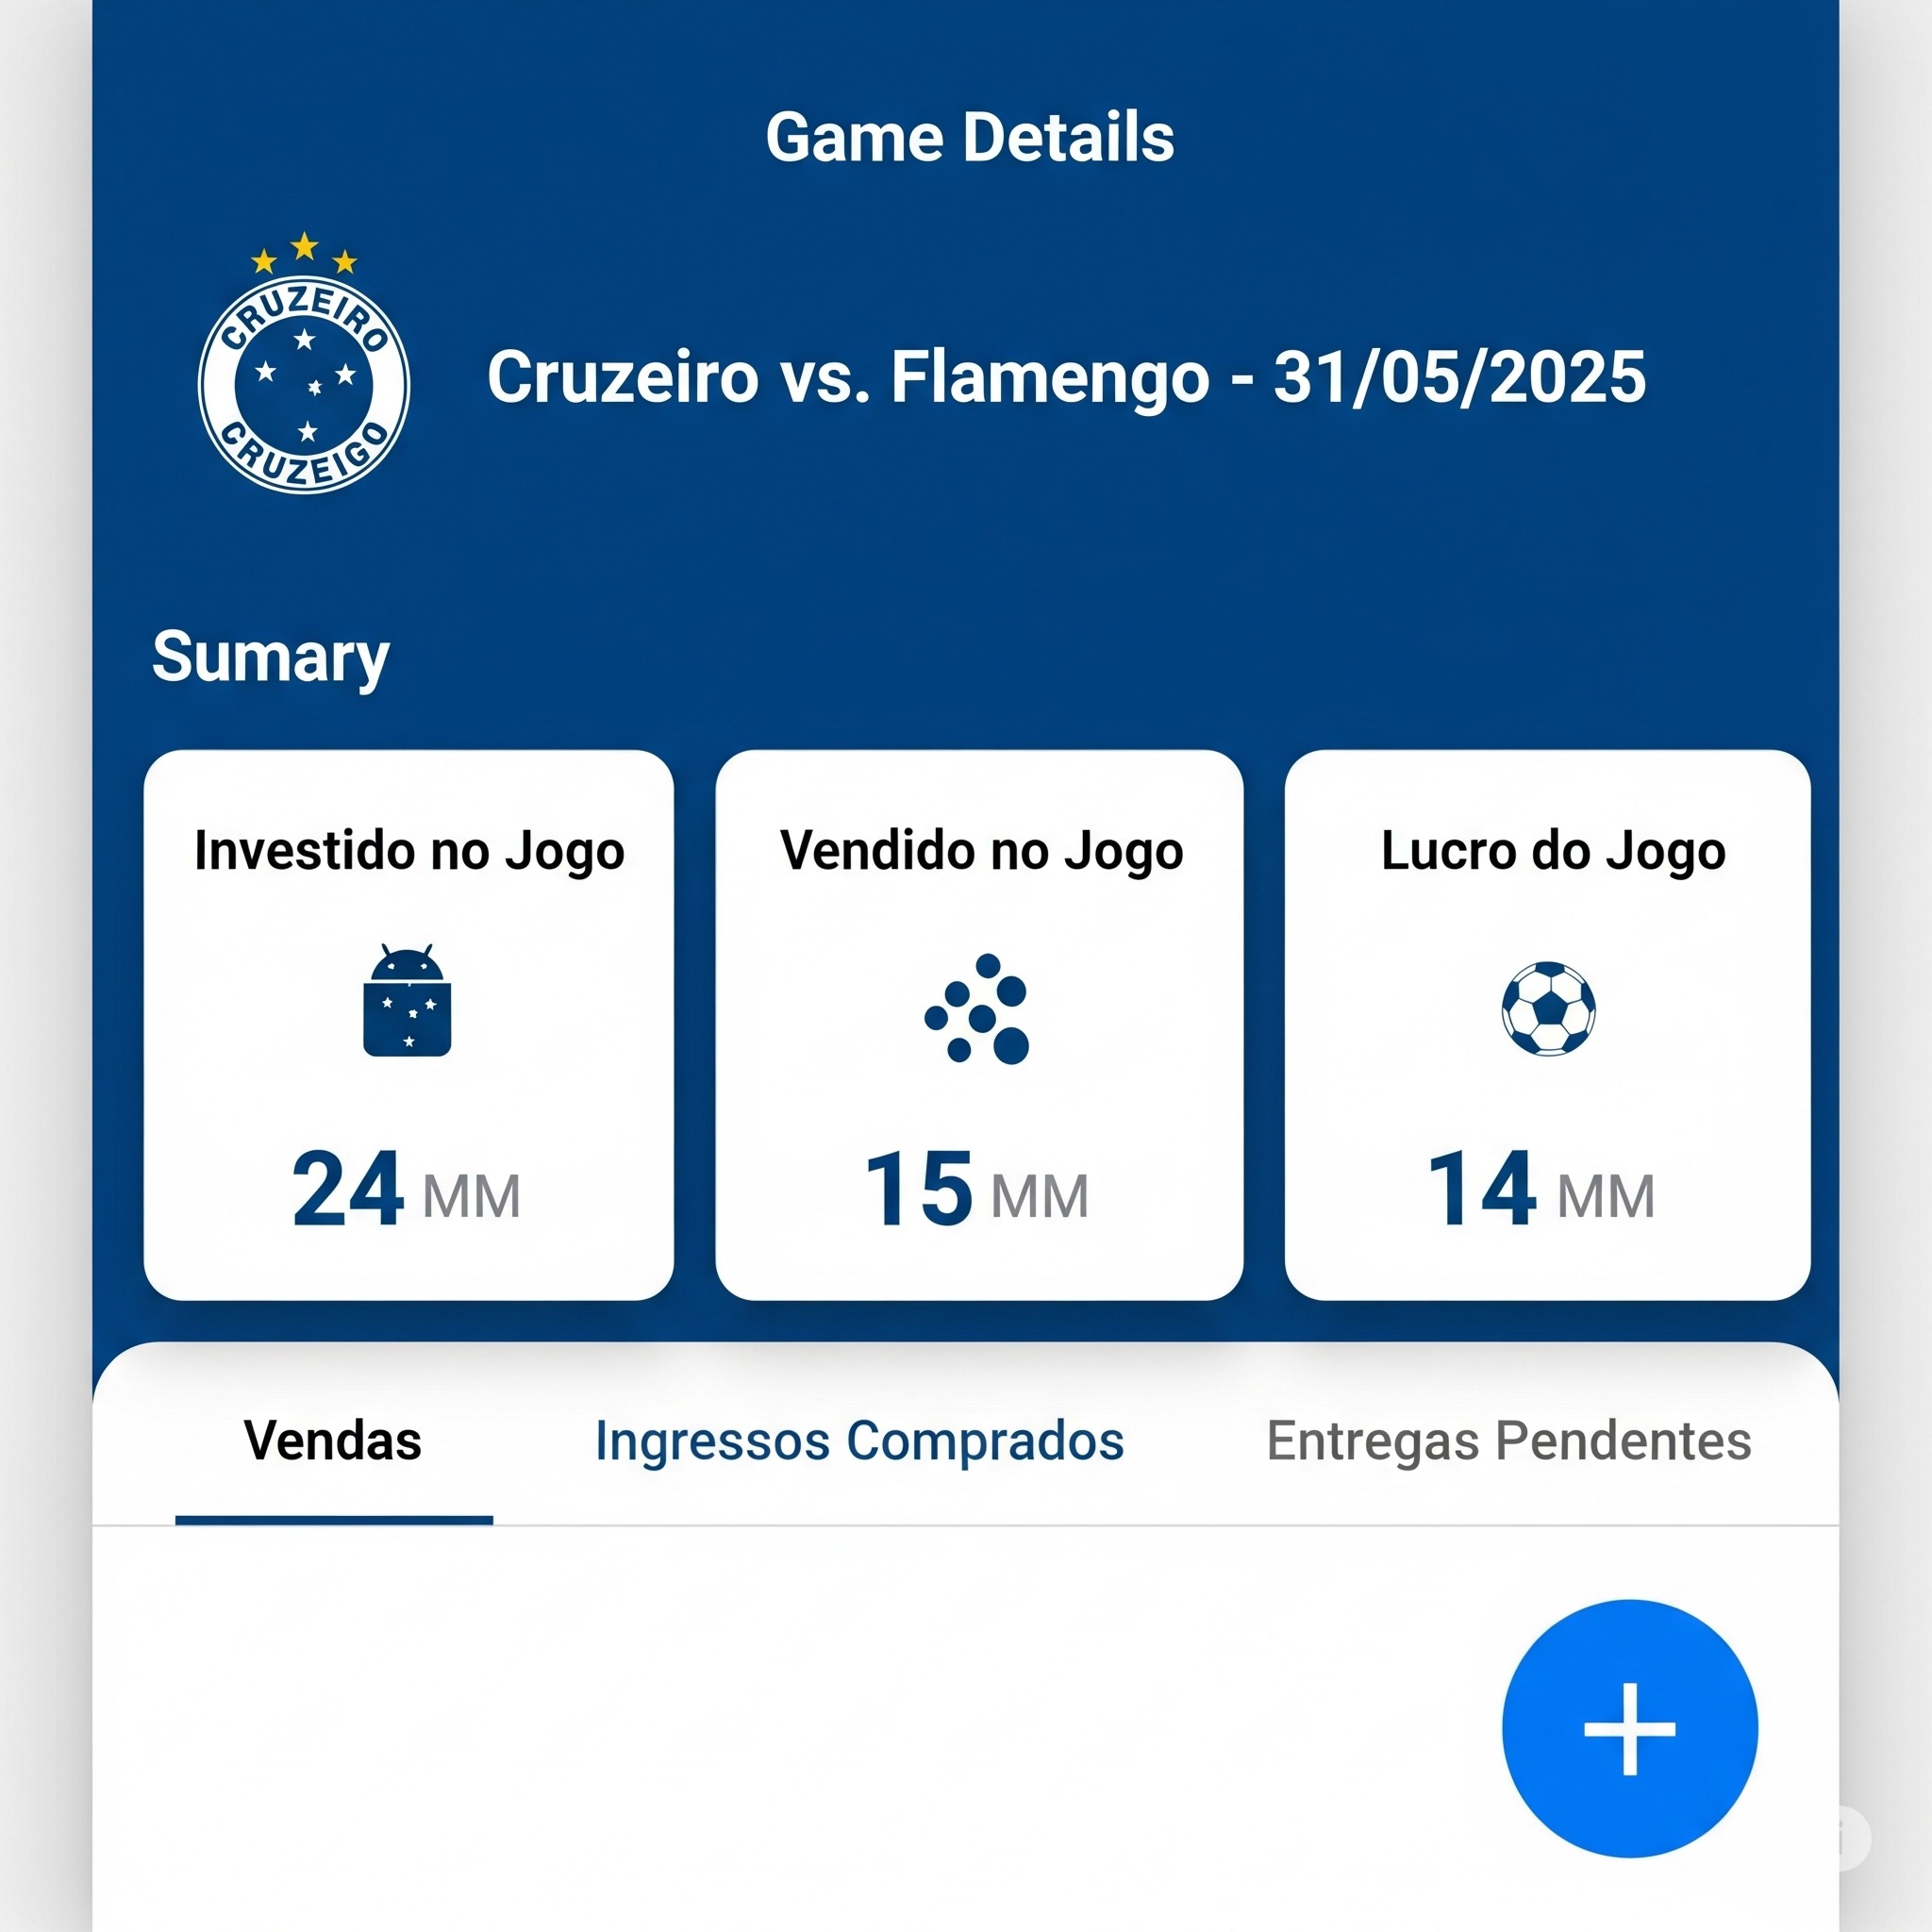 Game Details
CRUZEIRO
CRUZEIGO
Cruzeiro vs. Flamengo - 31/05/2025
Sumary
Investido no Jogo
Vendido no Jogo
Lucro do Jogo
24 MM
15 MM
14 MM
Vendas
Ingressos Comprados
Entregas Pendentes
+